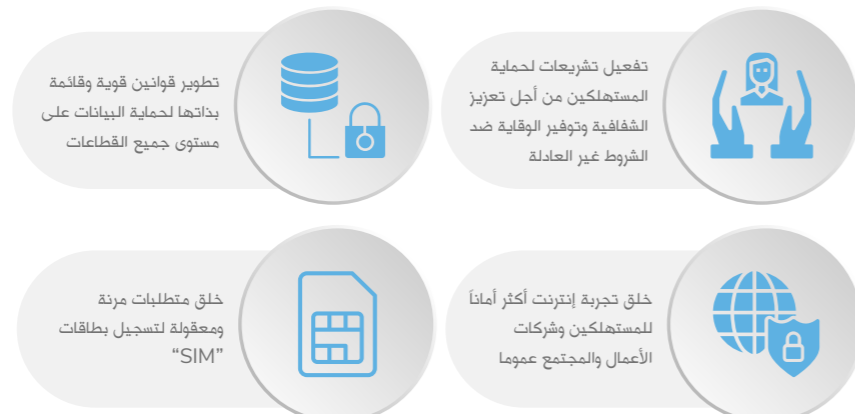 تفعيل تشريعات لحماية
المستهلكين من أجل تعزيز
الشفافية وتوفير الوقاية ضد
الشروط غير العادلة
تطوير قوانين قوية وقائمة
بذاتها لحماية البيانات على
مستوى جميع القطاعات
خلق تجربة إنترنت أكثر أماناً
للمستهلكين وشركات
الأعمال والمجتمع عموما
خلق متطلبات مرنة
ومعقولة لتسجيل بطاقات
“SIM”